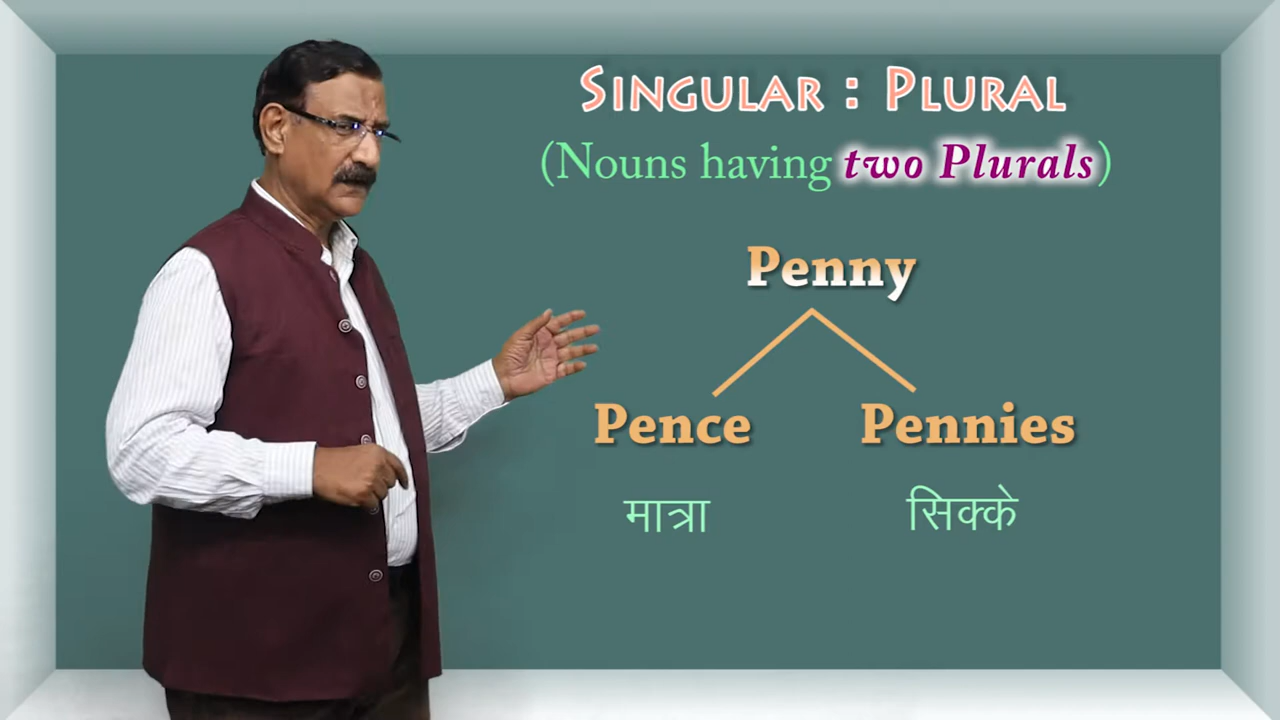 Singular : Plural
(Nouns having two Plurals)
Penny
Pence Pennies
मात्रा सिक्के